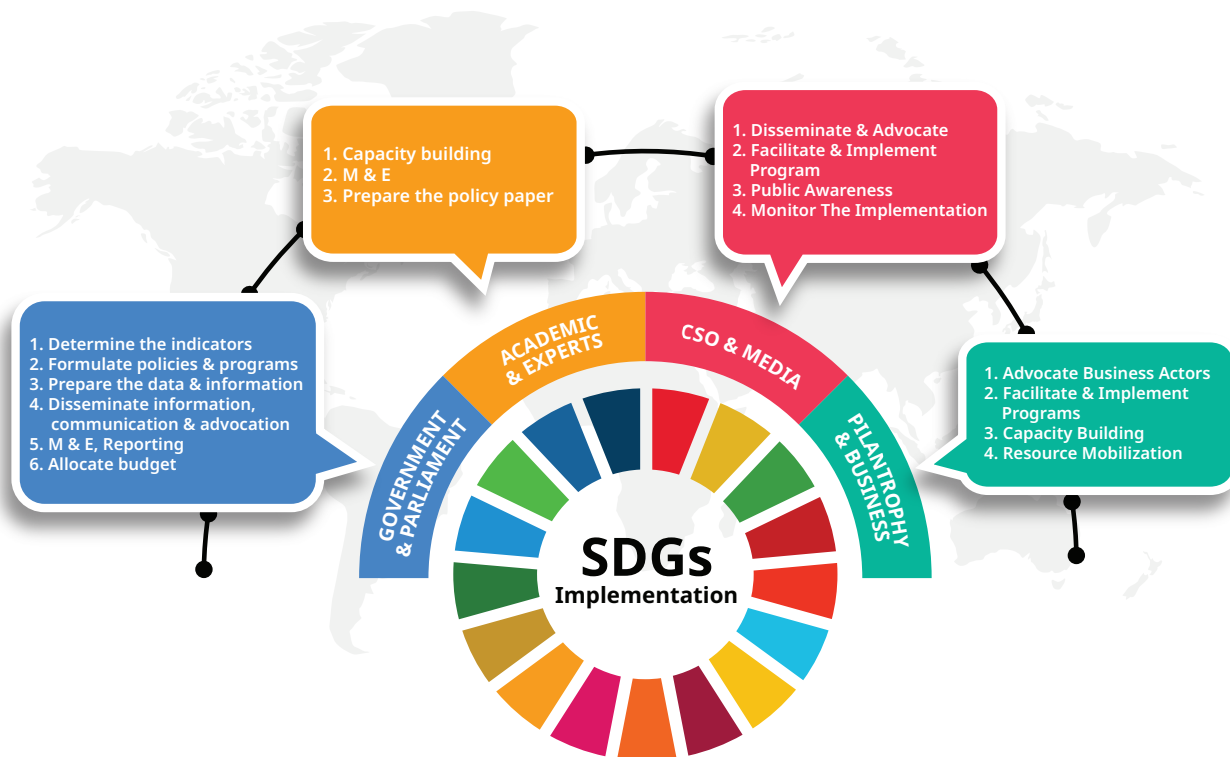 1. Capacity building
2. M & E
3. Prepare the policy paper
1. Disseminate & Advocate
2. Facilitate & Implement
Program
3. Public Awareness
4. Monitor The Implementation
1. Determine the indicators
2. Formulate policies & programs
3. Prepare the data & information
4. Disseminate information,
communication & advocation
5. M & E, Reporting
6. Allocate budget
1. Advocate Business Actors
2. Facilitate & Implement
Programs
3. Capacity Building
4. Resource Mobilization
GOVERNMENT
& PARLIAMENT
ACADEMIC
& EXPERTS
CSO & MEDIA
PILANTROPHY
& BUSINESS
SDGs
Implementation